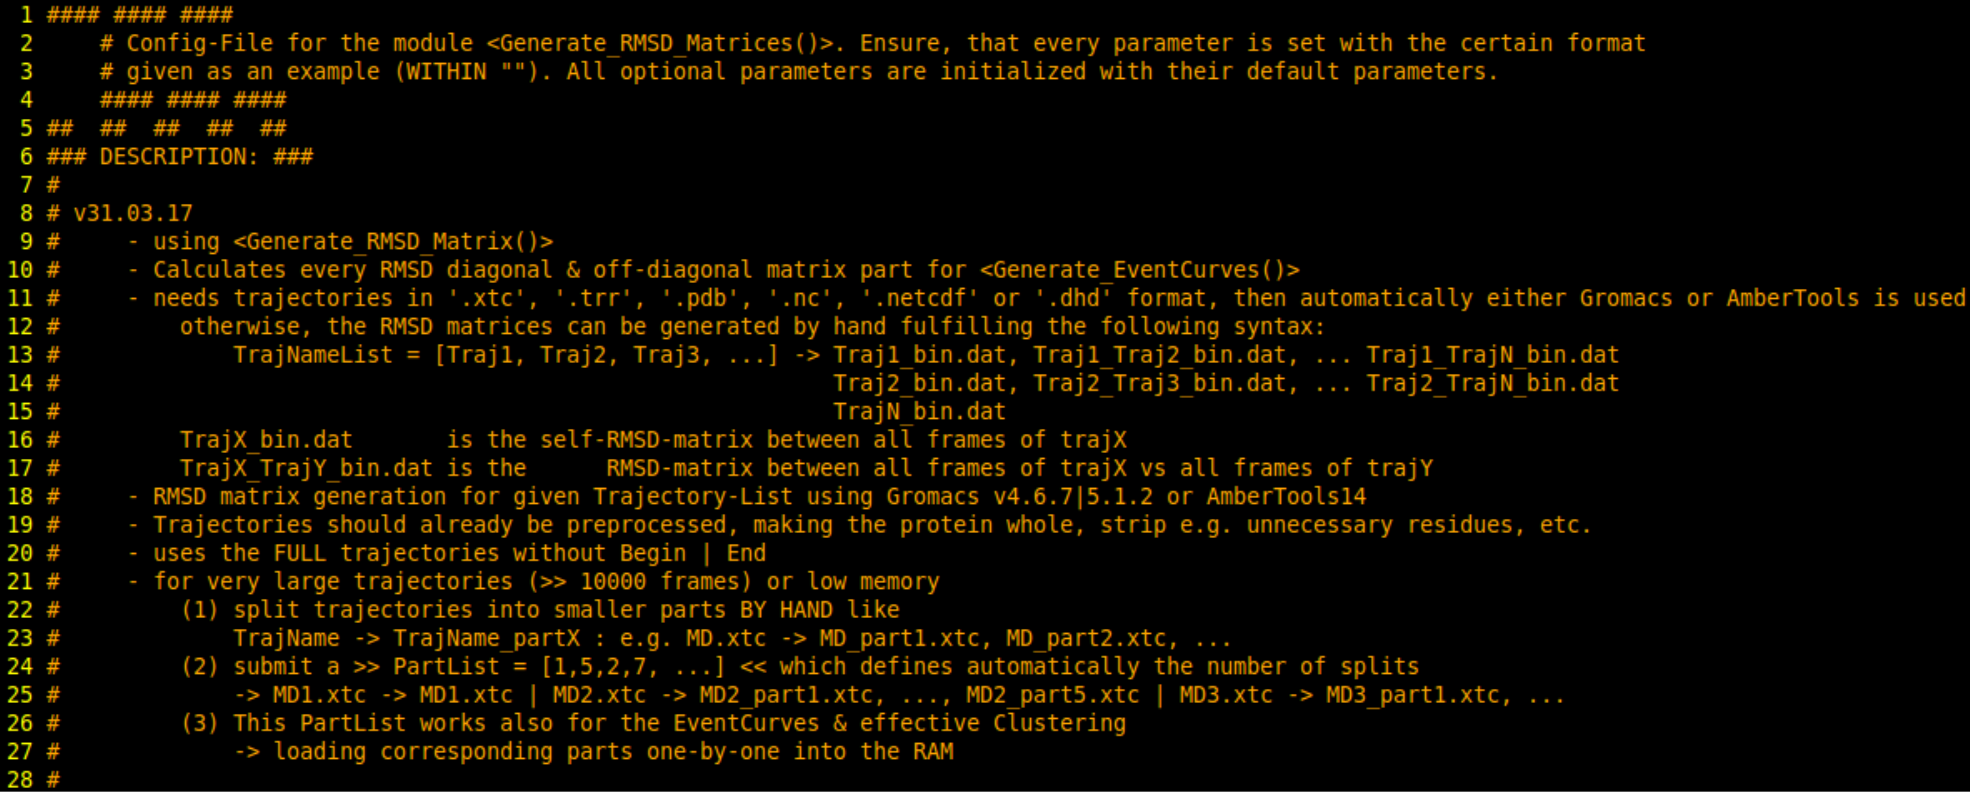 1 #### #### ####
2     # Config-File for the module <Generate_RMSD_Matrices()>. Ensure, that every parameter is set with the certain format
3     # given as an example (WITHIN ""). All optional parameters are initialized with their default parameters.
4     #### #### ####
5 ##  ##  ##  ##  ##
6 ### DESCRIPTION: ###
7 #
8 # v31.03.17
9 #     - using <Generate_RMSD_Matrix()>
10 #     - Calculates every RMSD diagonal & off-diagonal matrix part for <Generate_EventCurves()>
11 #     - needs trajectories in '.xtc', '.trr', '.pdb', '.nc', '.netcdf' or '.dhd' format, then automatically either Gromacs or AmberTools is used
12 #         otherwise, the RMSD matrices can be generated by hand fulfilling the following syntax:
13 #             TrajNameList = [Traj1, Traj2, Traj3, ...] -> Traj1_bin.dat, Traj1_Traj2_bin.dat, ... Traj1_TrajN_bin.dat
14 #                                                          Traj2_bin.dat, Traj2_Traj3_bin.dat, ... Traj2_TrajN_bin.dat
15 #                                                          TrajN_bin.dat
16 #         TrajX_bin.dat       is the self-RMSD-matrix between all frames of trajX
17 #         TrajX_TrajY_bin.dat is the      RMSD-matrix between all frames of trajX vs all frames of trajY
18 #     - RMSD matrix generation for given Trajectory-List using Gromacs v4.6.7|5.1.2 or AmberTools14
19 #     - Trajectories should already be preprocessed, making the protein whole, strip e.g. unnecessary residues, etc.
20 #     - uses the FULL trajectories without Begin | End
21 #     - for very large trajectories (>> 10000 frames) or low memory
22 #         (1) split trajectories into smaller parts BY HAND like
23 #             TrajName -> TrajName_partX : e.g. MD.xtc -> MD_part1.xtc, MD_part2.xtc, ...
24 #         (2) submit a >> PartList = [1,5,2,7, ...] << which defines automatically the number of splits
25 #             -> MD1.xtc -> MD1.xtc | MD2.xtc -> MD2_part1.xtc, ..., MD2_part5.xtc | MD3.xtc -> MD3_part1.xtc, ...
26 #         (3) This PartList works also for the EventCurves & effective Clustering
27 #             -> loading corresponding parts one-by-one into the RAM
28 #